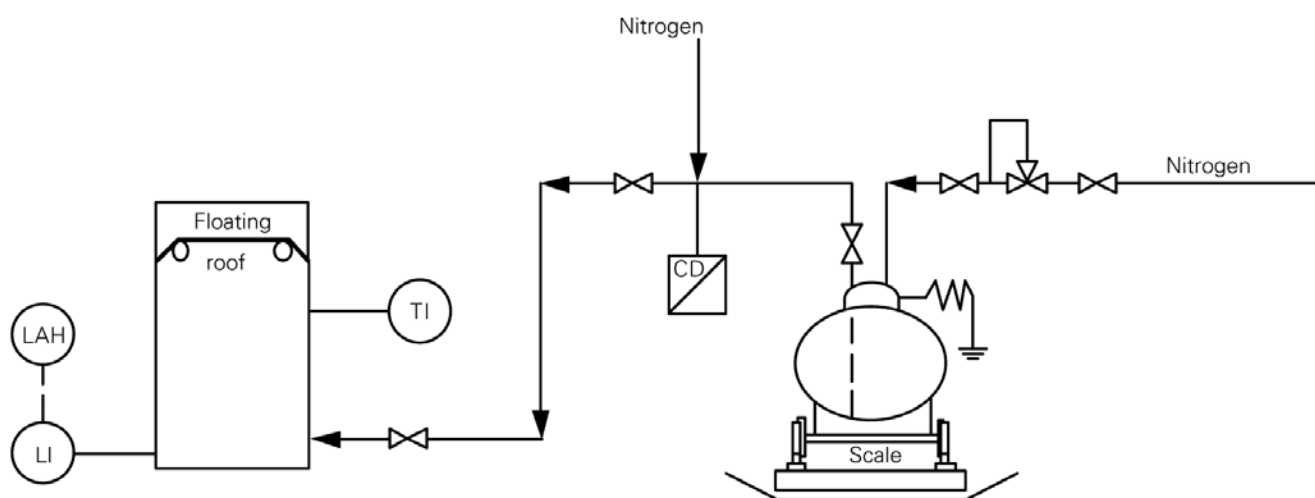 Nitrogen
Nitrogen
Floating
roof
CD
TI
LAH
LI
Scale